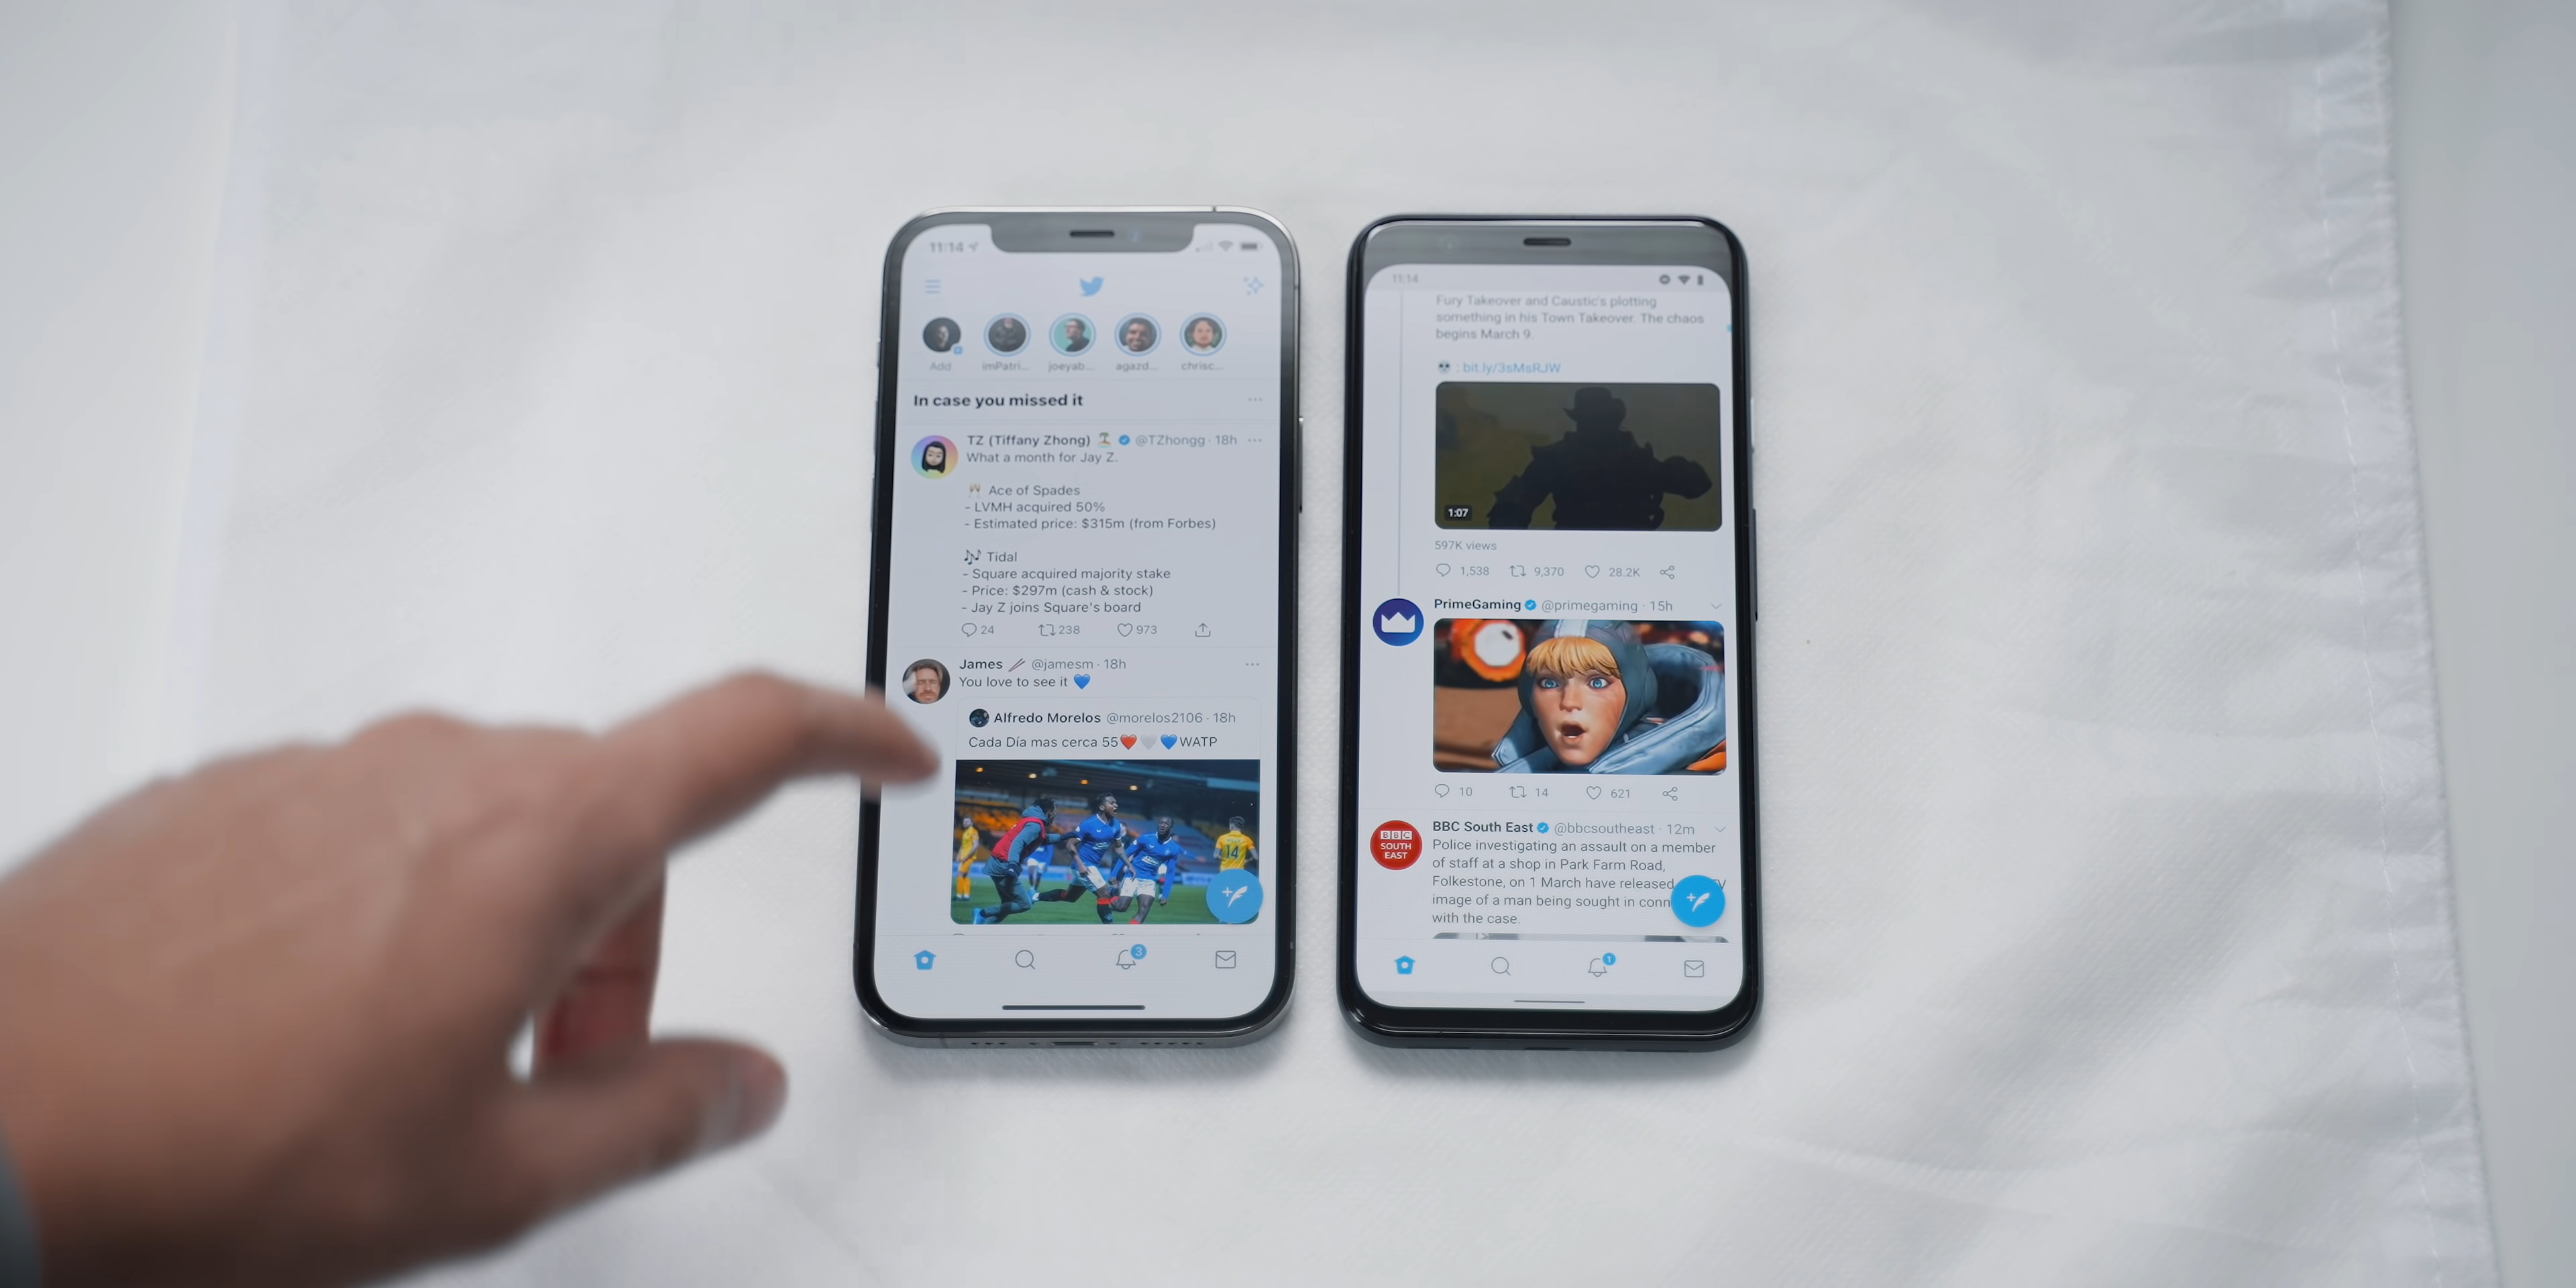 11:14
Add
imPatri...
joeyab...
agazd...
chrisc...
In case you missed it
TZ (Tiffany Zhong) 🏝️ @TZhongg · 18h
What a month for Jay Z.
🥂 Ace of Spades
- LVMH acquired 50%
- Estimated price: $315m (from Forbes)
🎶 Tidal
- Square acquired majority stake
- Price: $297m (cash & stock)
- Jay Z joins Square's board
24 238 973
James 🥢 @jamesm · 18h
You love to see it 💙
Alfredo Morelos @morelos2106 · 18h
Cada Día mas cerca 55❤️🤍💙WATP
14
3
11:14
Fury Takeover and Caustic's plotting
something in his Town Takeover. The chaos
begins March 9.
💀 : bit.ly/3sMsRJW
1:07
597K views
1,538 9,370 28.2K
PrimeGaming @primegaming · 15h
10 14 621
BBC
SOUTH
EAST
BBC South East @bbcsoutheast · 12m
Police investigating an assault on a member
of staff at a shop in Park Farm Road,
Folkestone, on 1 March have released
image of a man being sought in conn
with the case.
1